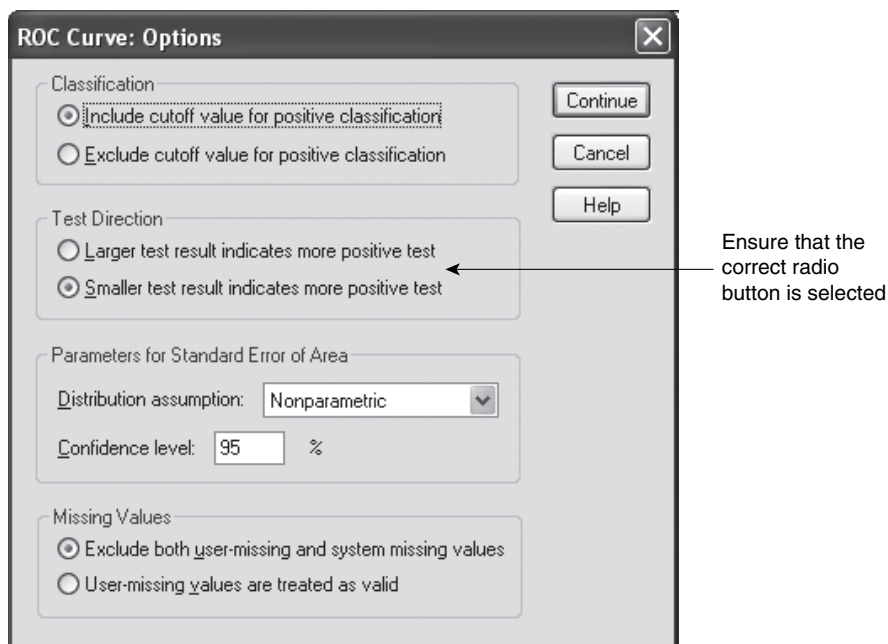 ROC Curve: Options
Classification
Include cutoff value for positive classification
Exclude cutoff value for positive classification
Continue
Cancel
Help
Test Direction
Larger test result indicates more positive test
Smaller test result indicates more positive test
Ensure that the
correct radio
button is selected
Parameters for Standard Error of Area
Distribution assumption: Nonparametric
Confidence level: 95 %
Missing Values
Exclude both user-missing and system missing values
User-missing values are treated as valid